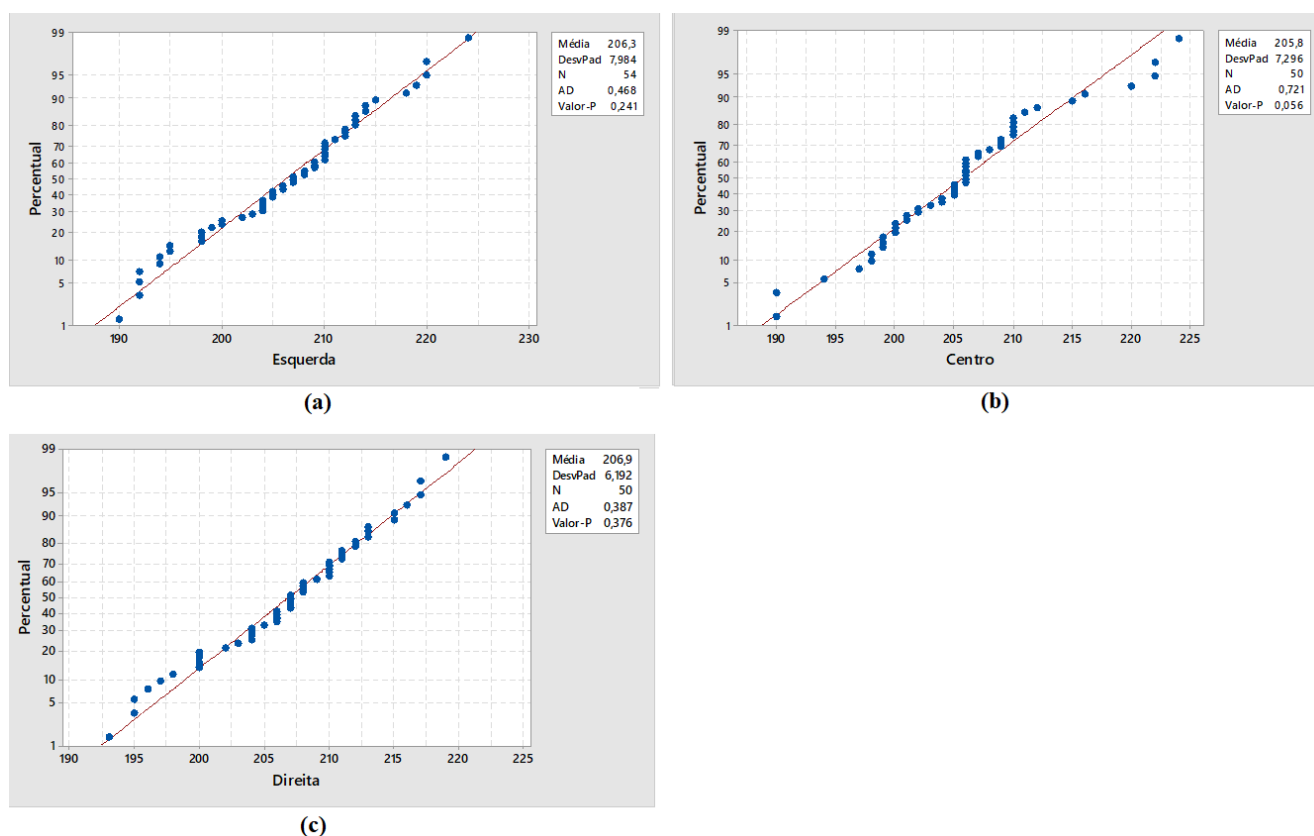 99
95
90
80
70
60
50
40
30
20
10
5
1
Percentual
190 200 210 220 230
Esquerda
Média 206,3
DesvPad 7,984
N 54
AD 0,468
Valor-P 0,241
(a)
99
95
90
80
70
60
50
40
30
20
10
5
1
Percentual
190 195 200 205 210 215 220 225
Centro
Média 205,8
DesvPad 7,296
N 50
AD 0,721
Valor-P 0,056
(b)
99
95
90
80
70
60
50
40
30
20
10
5
1
Percentual
190 195 200 205 210 215 220 225
Direita
Média 206,9
DesvPad 6,192
N 50
AD 0,387
Valor-P 0,376
(c)